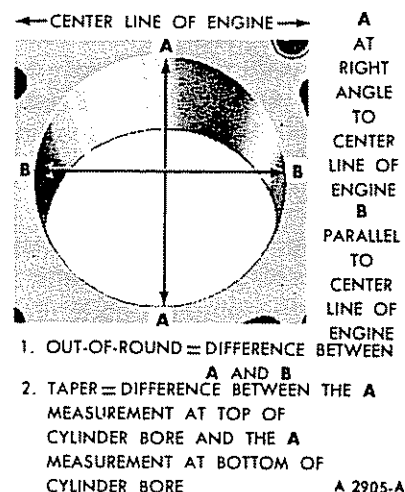 CENTER LINE OF ENGINE
A
A
B
B
A
A
AT
RIGHT
ANGLE
TO
CENTER
LINE OF
ENGINE
B
PARALLEL
TO
CENTER
LINE OF
ENGINE
1. OUT-OF-ROUND = DIFFERENCE BETWEEN
A AND B
2. TAPER = DIFFERENCE BETWEEN THE A
MEASUREMENT AT TOP OF
CYLINDER BORE AND THE A
MEASUREMENT AT BOTTOM OF
CYLINDER BORE
A 2905-A